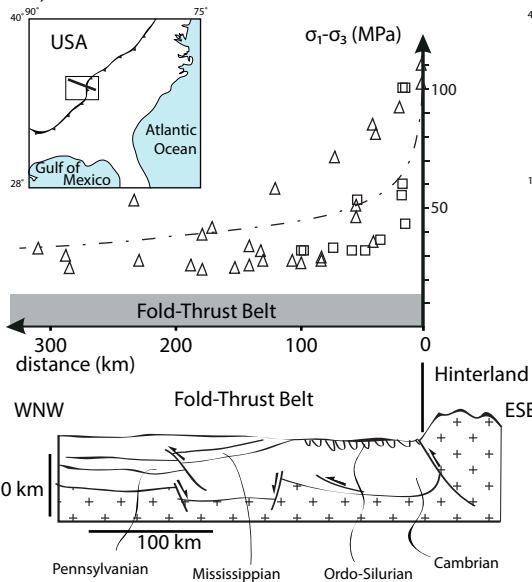 40° 90°
75°
USA
Atlantic
Ocean
Gulf of
Mexico
28°
σ₁-σ₃ (MPa)
100
50
Fold-Thrust Belt
300
200
100
0
distance (km)
Hinterland
WNW
Fold-Thrust Belt
ESE
0 km
100 km
Pennsylvanian
Mississippian
Ordo-Silurian
Cambrian